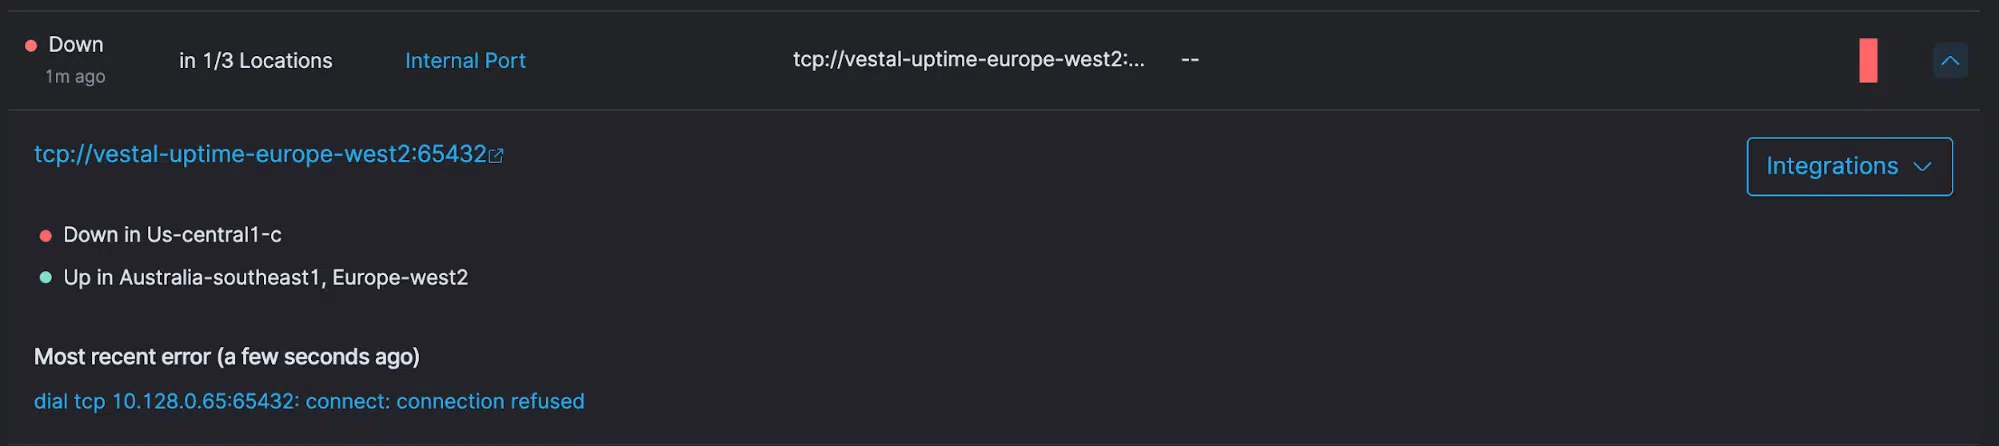 Down
1m ago
in 1/3 Locations
Internal Port
tcp://vestal-uptime-europe-west2:...
--
tcp://vestal-uptime-europe-west2:65432
Integrations
Down in Us-central1-c
Up in Australia-southeast1, Europe-west2
Most recent error (a few seconds ago)
dial tcp 10.128.0.65:65432: connect: connection refused